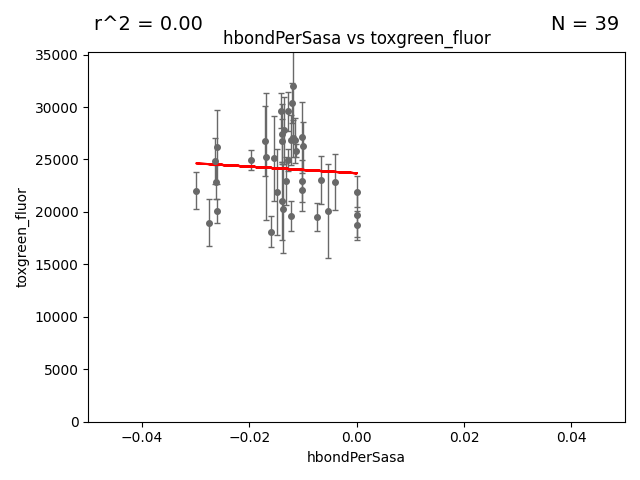 r^2 = 0.00
N = 39
hbondPerSasa vs toxgreen_fluor
35000
30000
25000
20000
15000
10000
5000
0
toxgreen_fluor
−0.04
−0.02
0.00
0.02
0.04
hbondPerSasa